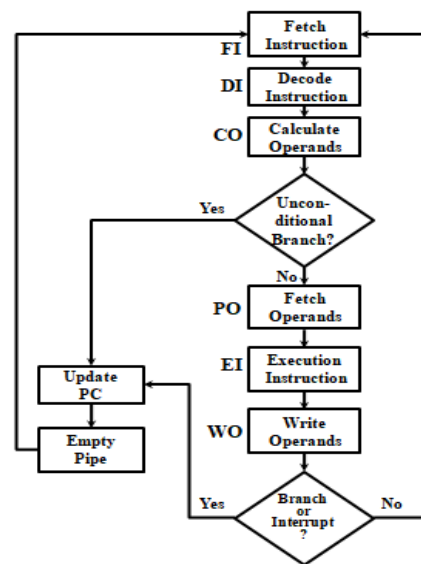 Fetch
Instruction
FI
DI
Decode
Instruction
CO
Calculate
Operands
Yes
Uncon-
ditional
Branch?
No
PO
Fetch
Operands
EI
Execution
Instruction
Update
PC
WO
Write
Operands
Empty
Pipe
Yes
Branch
or
Interrupt
?
No